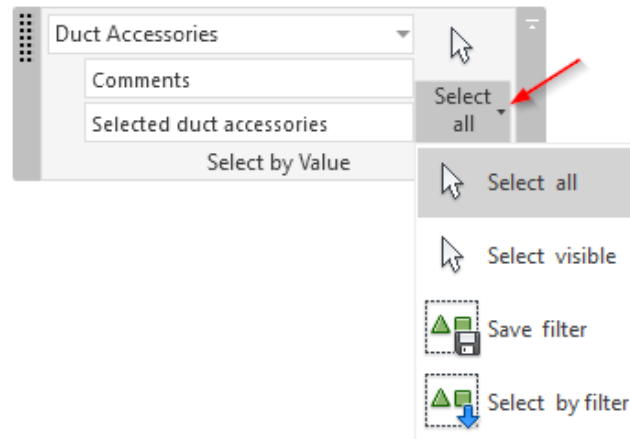 Duct Accessories
Comments
Selected duct accessories
Select by Value
Select
all
Select all
Select visible
Save filter
Select by filter